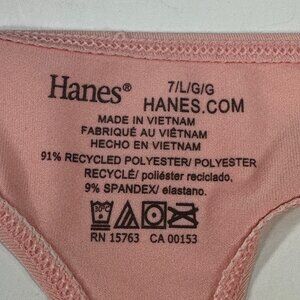 Hanes® 7/L/G/G
HANES.COM
MADE IN VIETNAM
FABRIQUÉ AU VIÊTNAM
HECHO EN VIETNAM
91% RECYCLED POLYESTER/ POLYESTER
RECYCLÉ/ poliéster reciclado.
9% SPANDEX/ elastano.
RN 15763 CA 00153